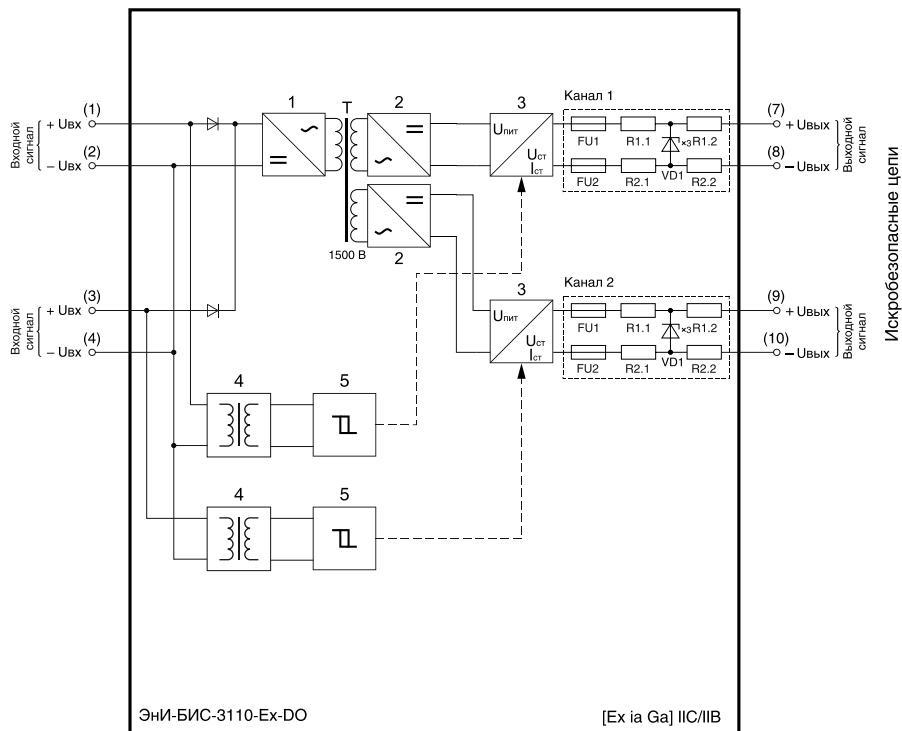 (1)
+ Uвх
(2)
– Uвх
Входной сигнал
1
T
2
3
Uпит
Uст
Iст
Канал 1
FU1
R1.1
×3
R1.2
FU2
R2.1
VD1
R2.2
(7)
+ Uвых
(8)
– Uвых
Выходной сигнал
2
1500 В
(3)
+ Uвх
(4)
– Uвх
Входной сигнал
3
Uпит
Uст
Iст
Канал 2
FU1
R1.1
×3
R1.2
FU2
R2.1
VD1
R2.2
(9)
+ Uвых
(10)
– Uвых
Выходной сигнал
Искробезопасные цепи
4
5
4
5
ЭнИ-БИС-3110-Ex-DO
[Ex ia Ga] IIC/IIB